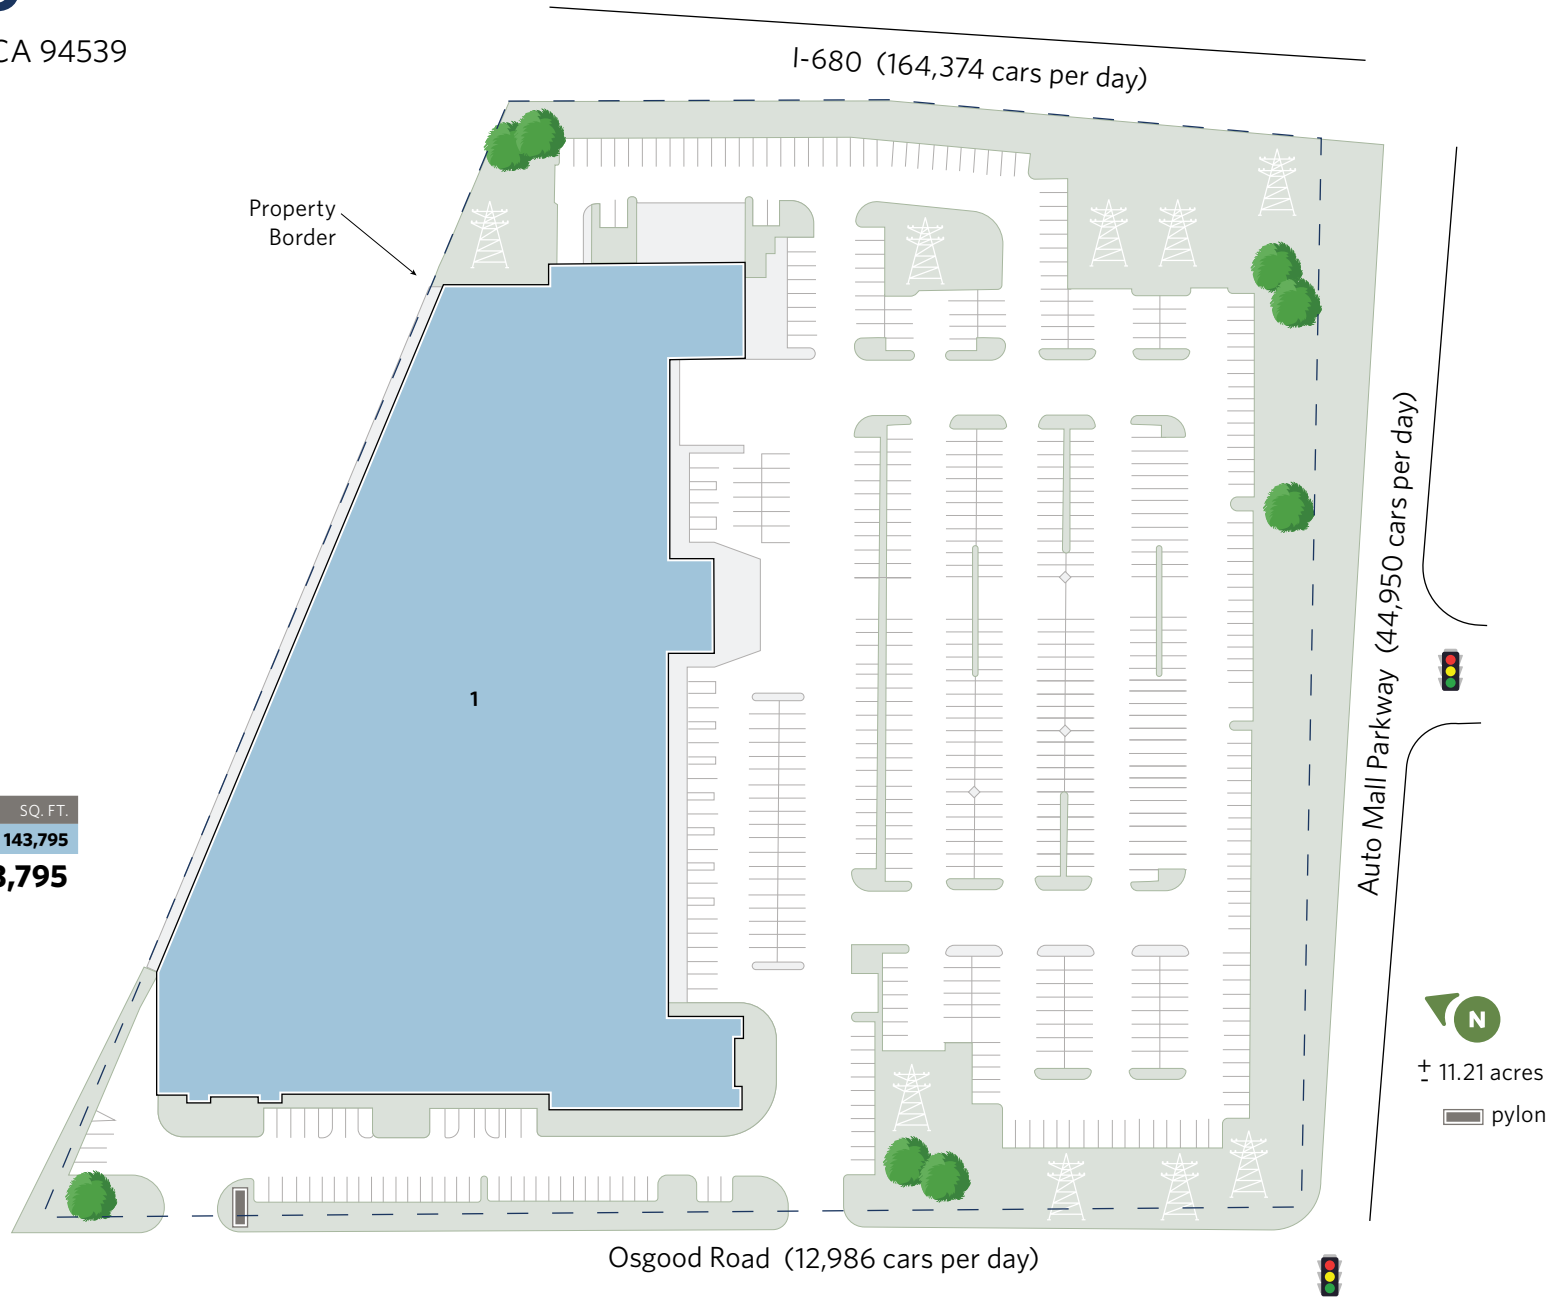 CA 94539
I-680 (164,374 cars per day)
Property
Border
Auto Mall Parkway (44,950 cars per day)
1
SQ. FT.
143,795
3,795
N
± 11.21 acres
pylon
Osgood Road (12,986 cars per day)